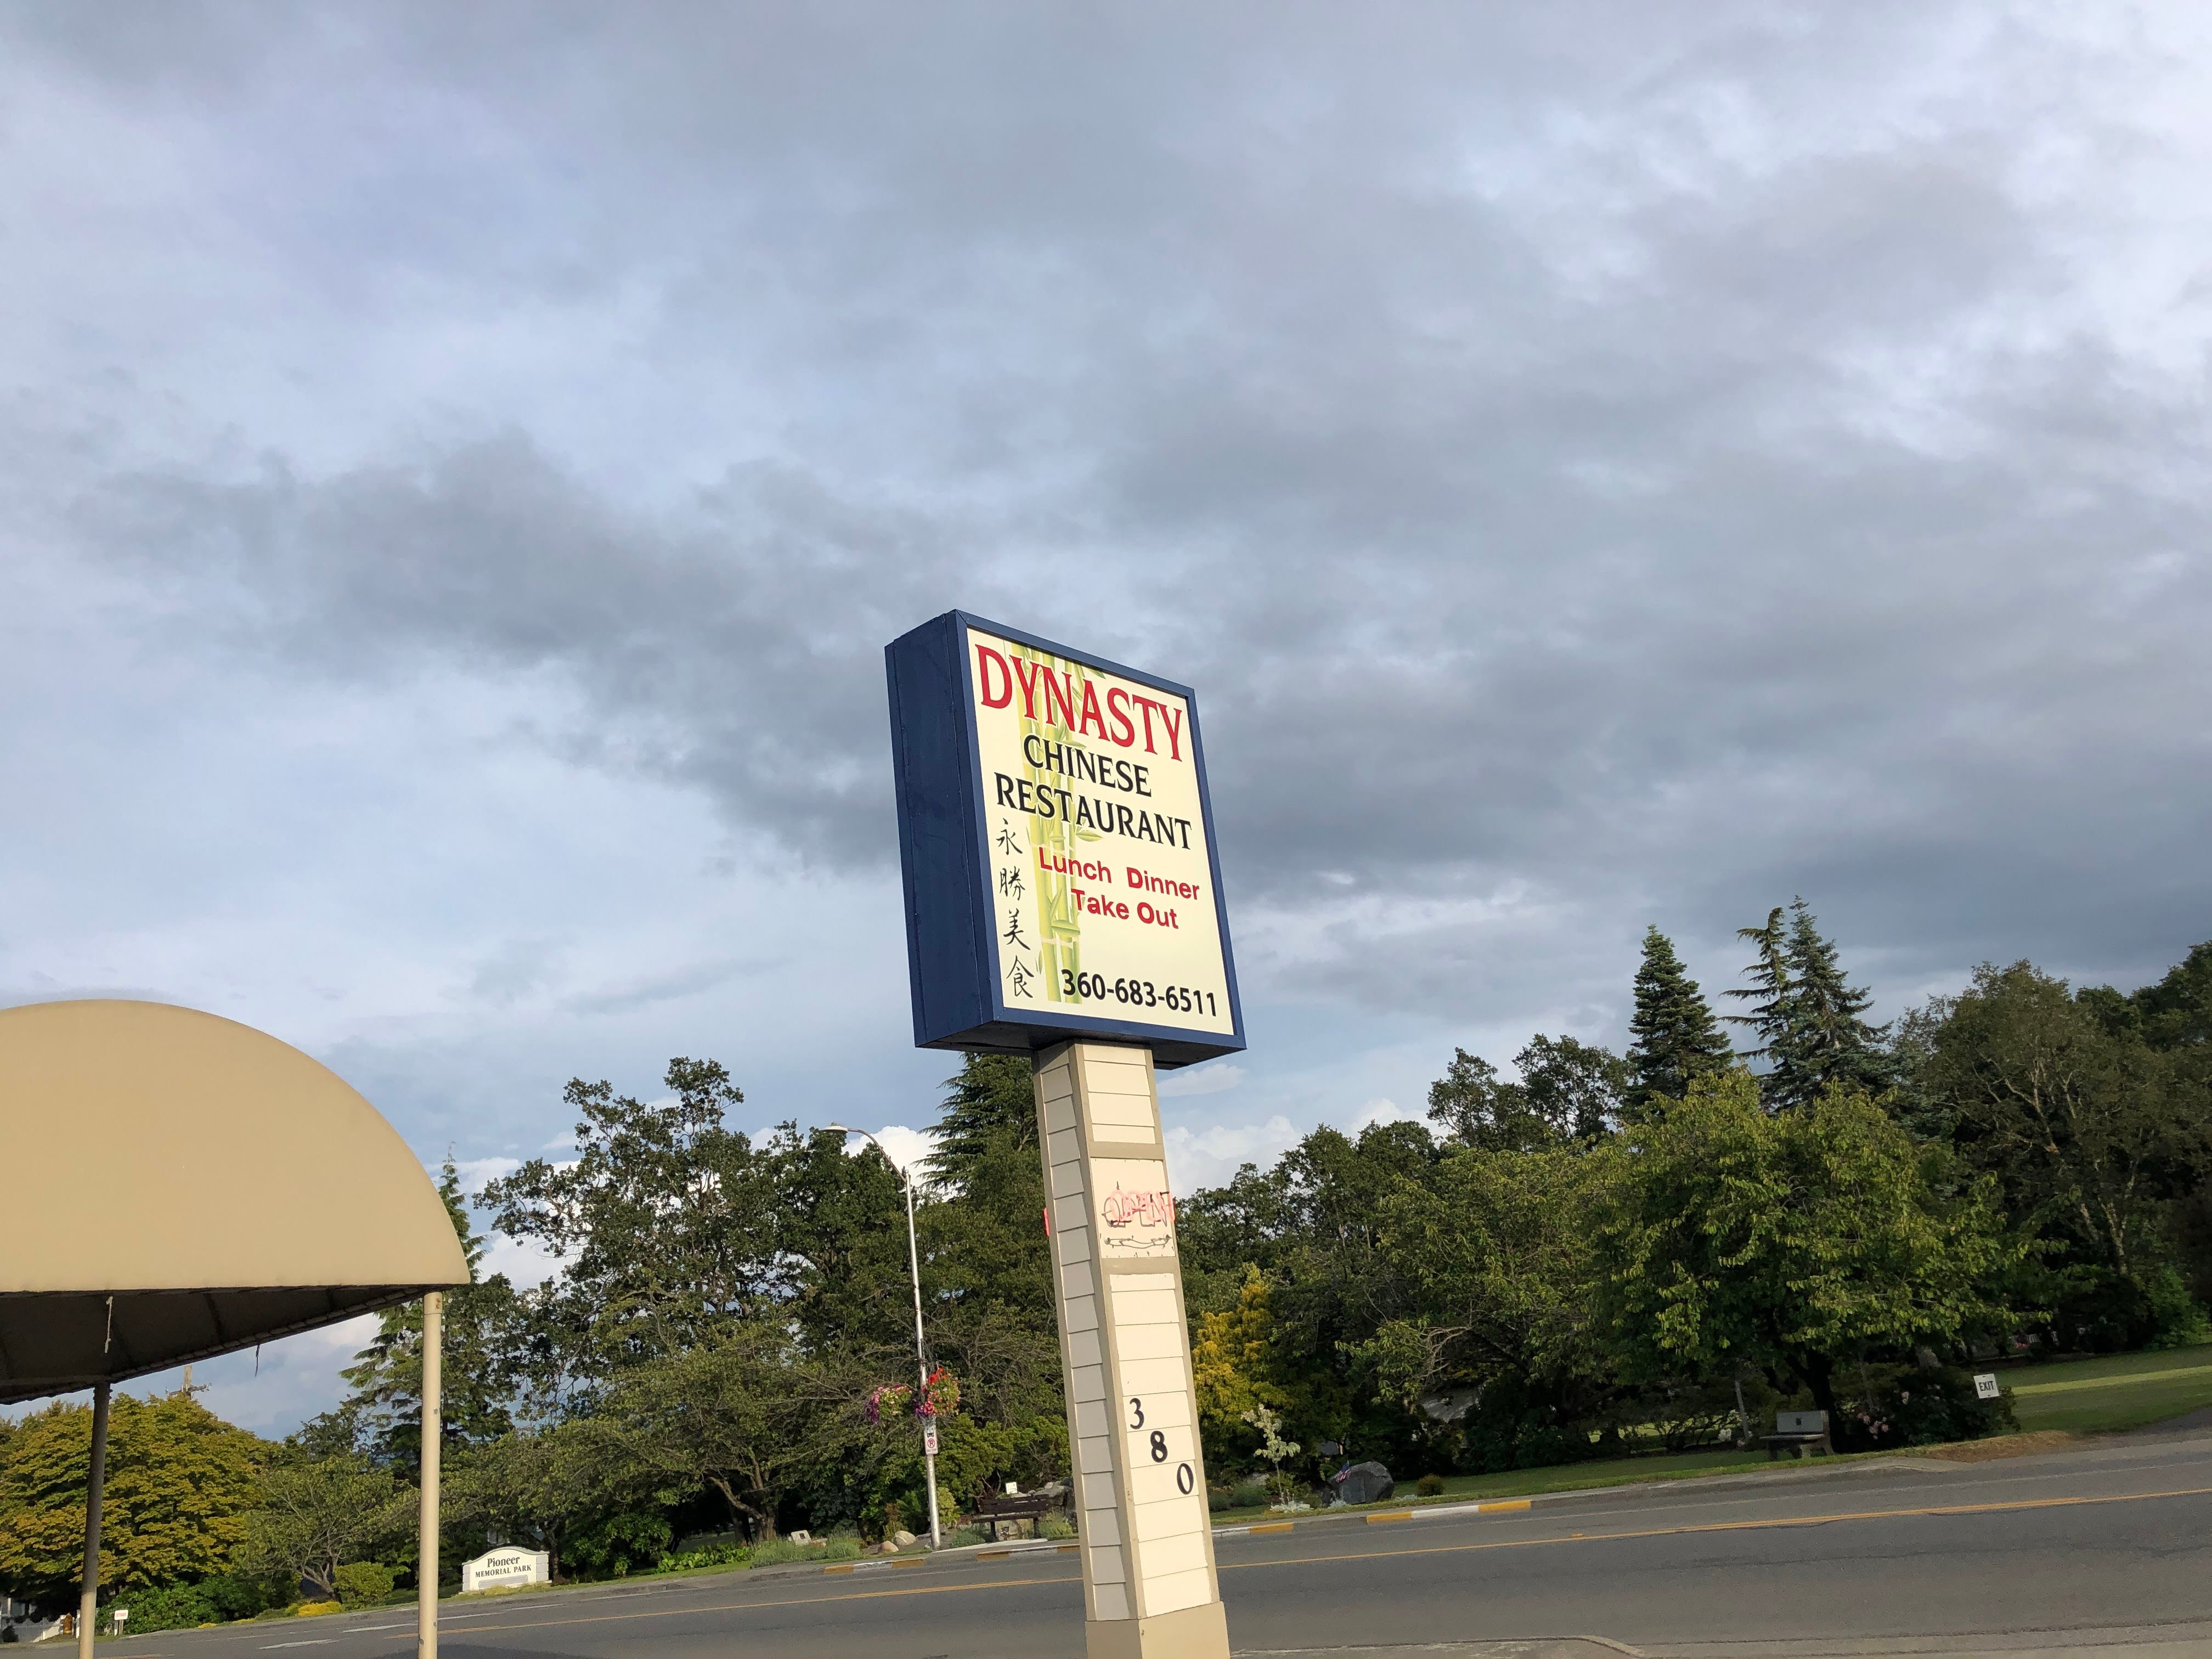 DYNASTY
CHINESE
RESTAURANT
永勝美食
Lunch Dinner
Take Out
360-683-6511
OPEN
380
Pioneer
MEMORIAL PARK
EXIT